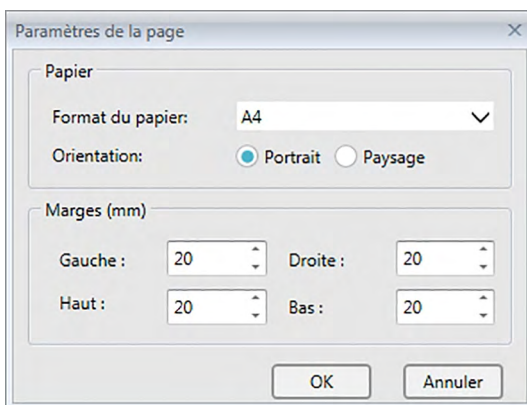 Paramètres de la page
Papier
Format du papier: A4
Orientation: Portrait Paysage
Marges (mm)
Gauche : 20 Droite : 20
Haut : 20 Bas : 20
OK Annuler